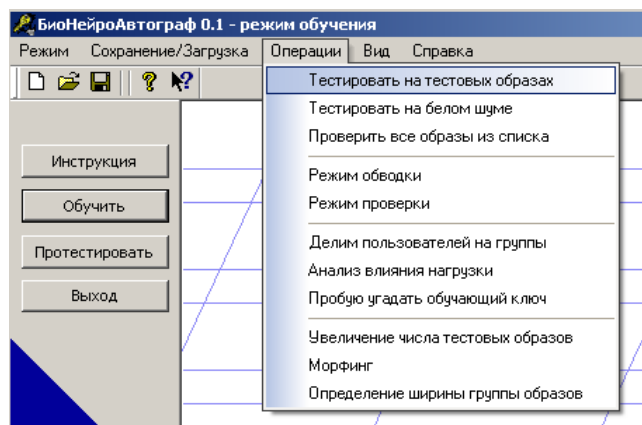 БиоНейроАвтограф 0.1 - режим обучения
Режим Сохранение/Загрузка Операции Вид Справка
Тестировать на тестовых образах
Тестировать на белом шуме
Проверить все образы из списка
Режим обводки
Режим проверки
Делим пользователей на группы
Анализ влияния нагрузки
Пробую угадать обучающий ключ
Увеличение числа тестовых образов
Морфинг
Определение ширины группы образов
Инструкция
Обучить
Протестировать
Выход